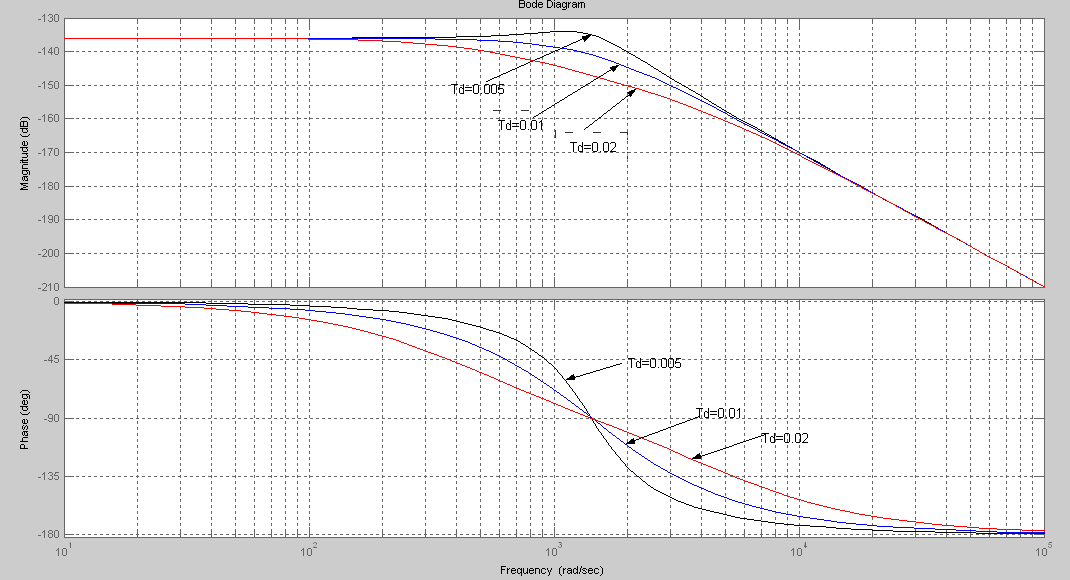 Bode Diagram
-130
-140
-150
-160
-170
-180
-190
-200
-210
Magnitude (dB)
Td=0.005
Td=0.01
Td=0.02
0
-45
-90
-135
-180
Phase (deg)
Td=0.005
Td=0.01
Td=0.02
10^1 10^2 10^3 10^4 10^5
Frequency (rad/sec)